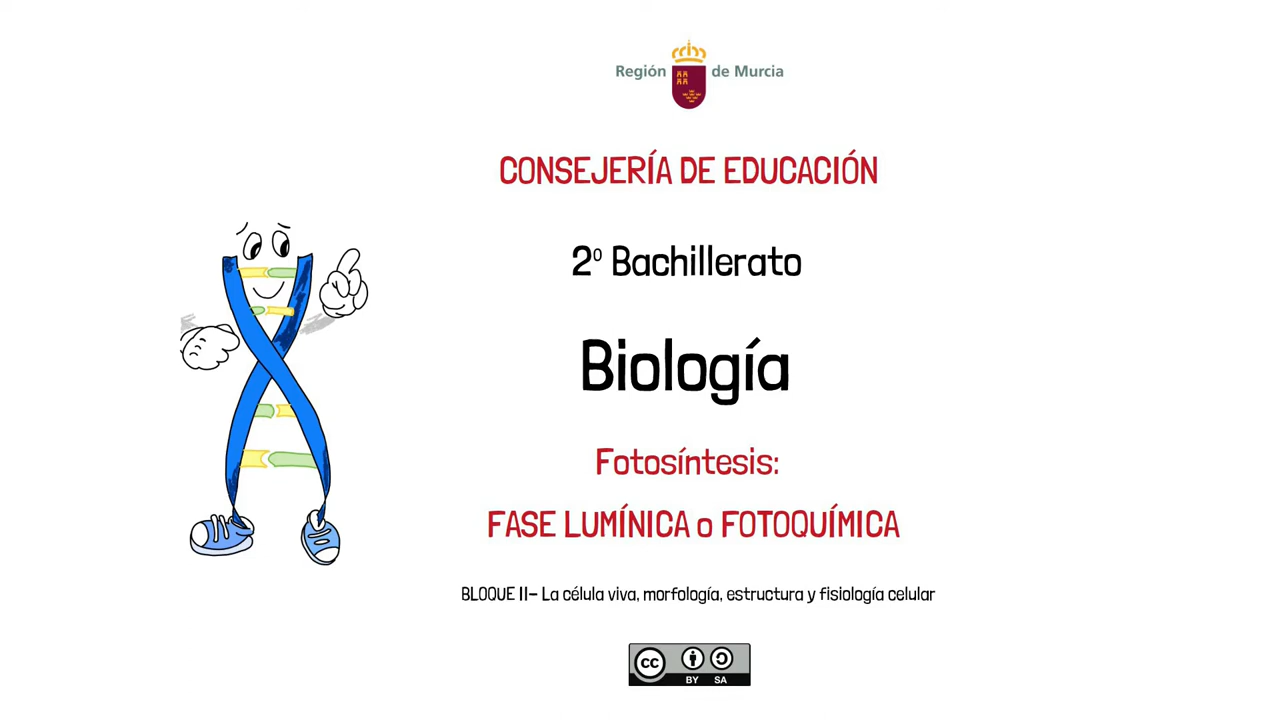 Región de Murcia
CONSEJERÍA DE EDUCACIÓN
2º Bachillerato
Biología
Fotosíntesis:
FASE LUMÍNICA o FOTOQUÍMICA
BLOQUE II- La célula viva, morfología, estructura y fisiología celular
cc BY SA